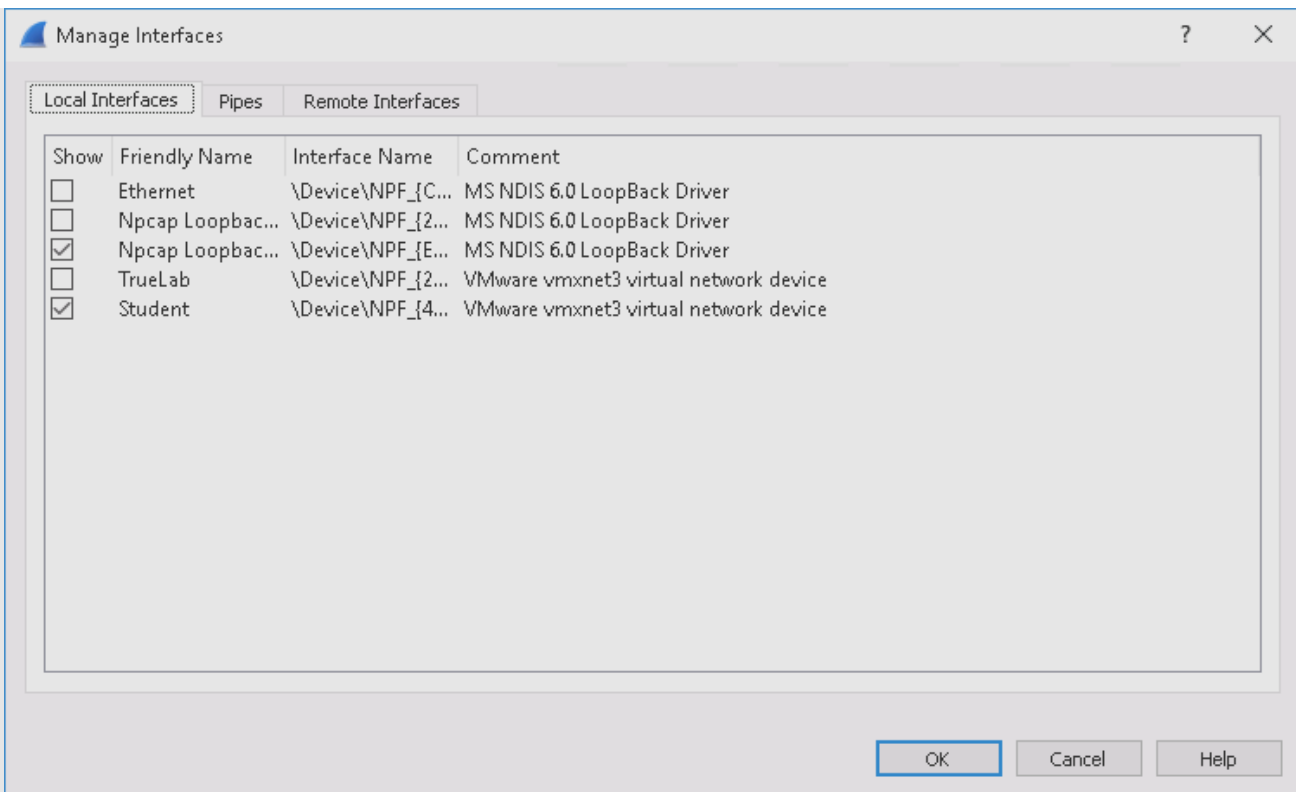 Manage Interfaces ?
Local Interfaces Pipes Remote Interfaces
Show Friendly Name Interface Name Comment
Ethernet \Device\NPF_{C... MS NDIS 6.0 LoopBack Driver
Npcap Loopbac... \Device\NPF_{2... MS NDIS 6.0 LoopBack Driver
Npcap Loopbac... \Device\NPF_{E... MS NDIS 6.0 LoopBack Driver
TrueLab \Device\NPF_{2... VMware vmxnet3 virtual network device
Student \Device\NPF_{4... VMware vmxnet3 virtual network device
OK Cancel Help